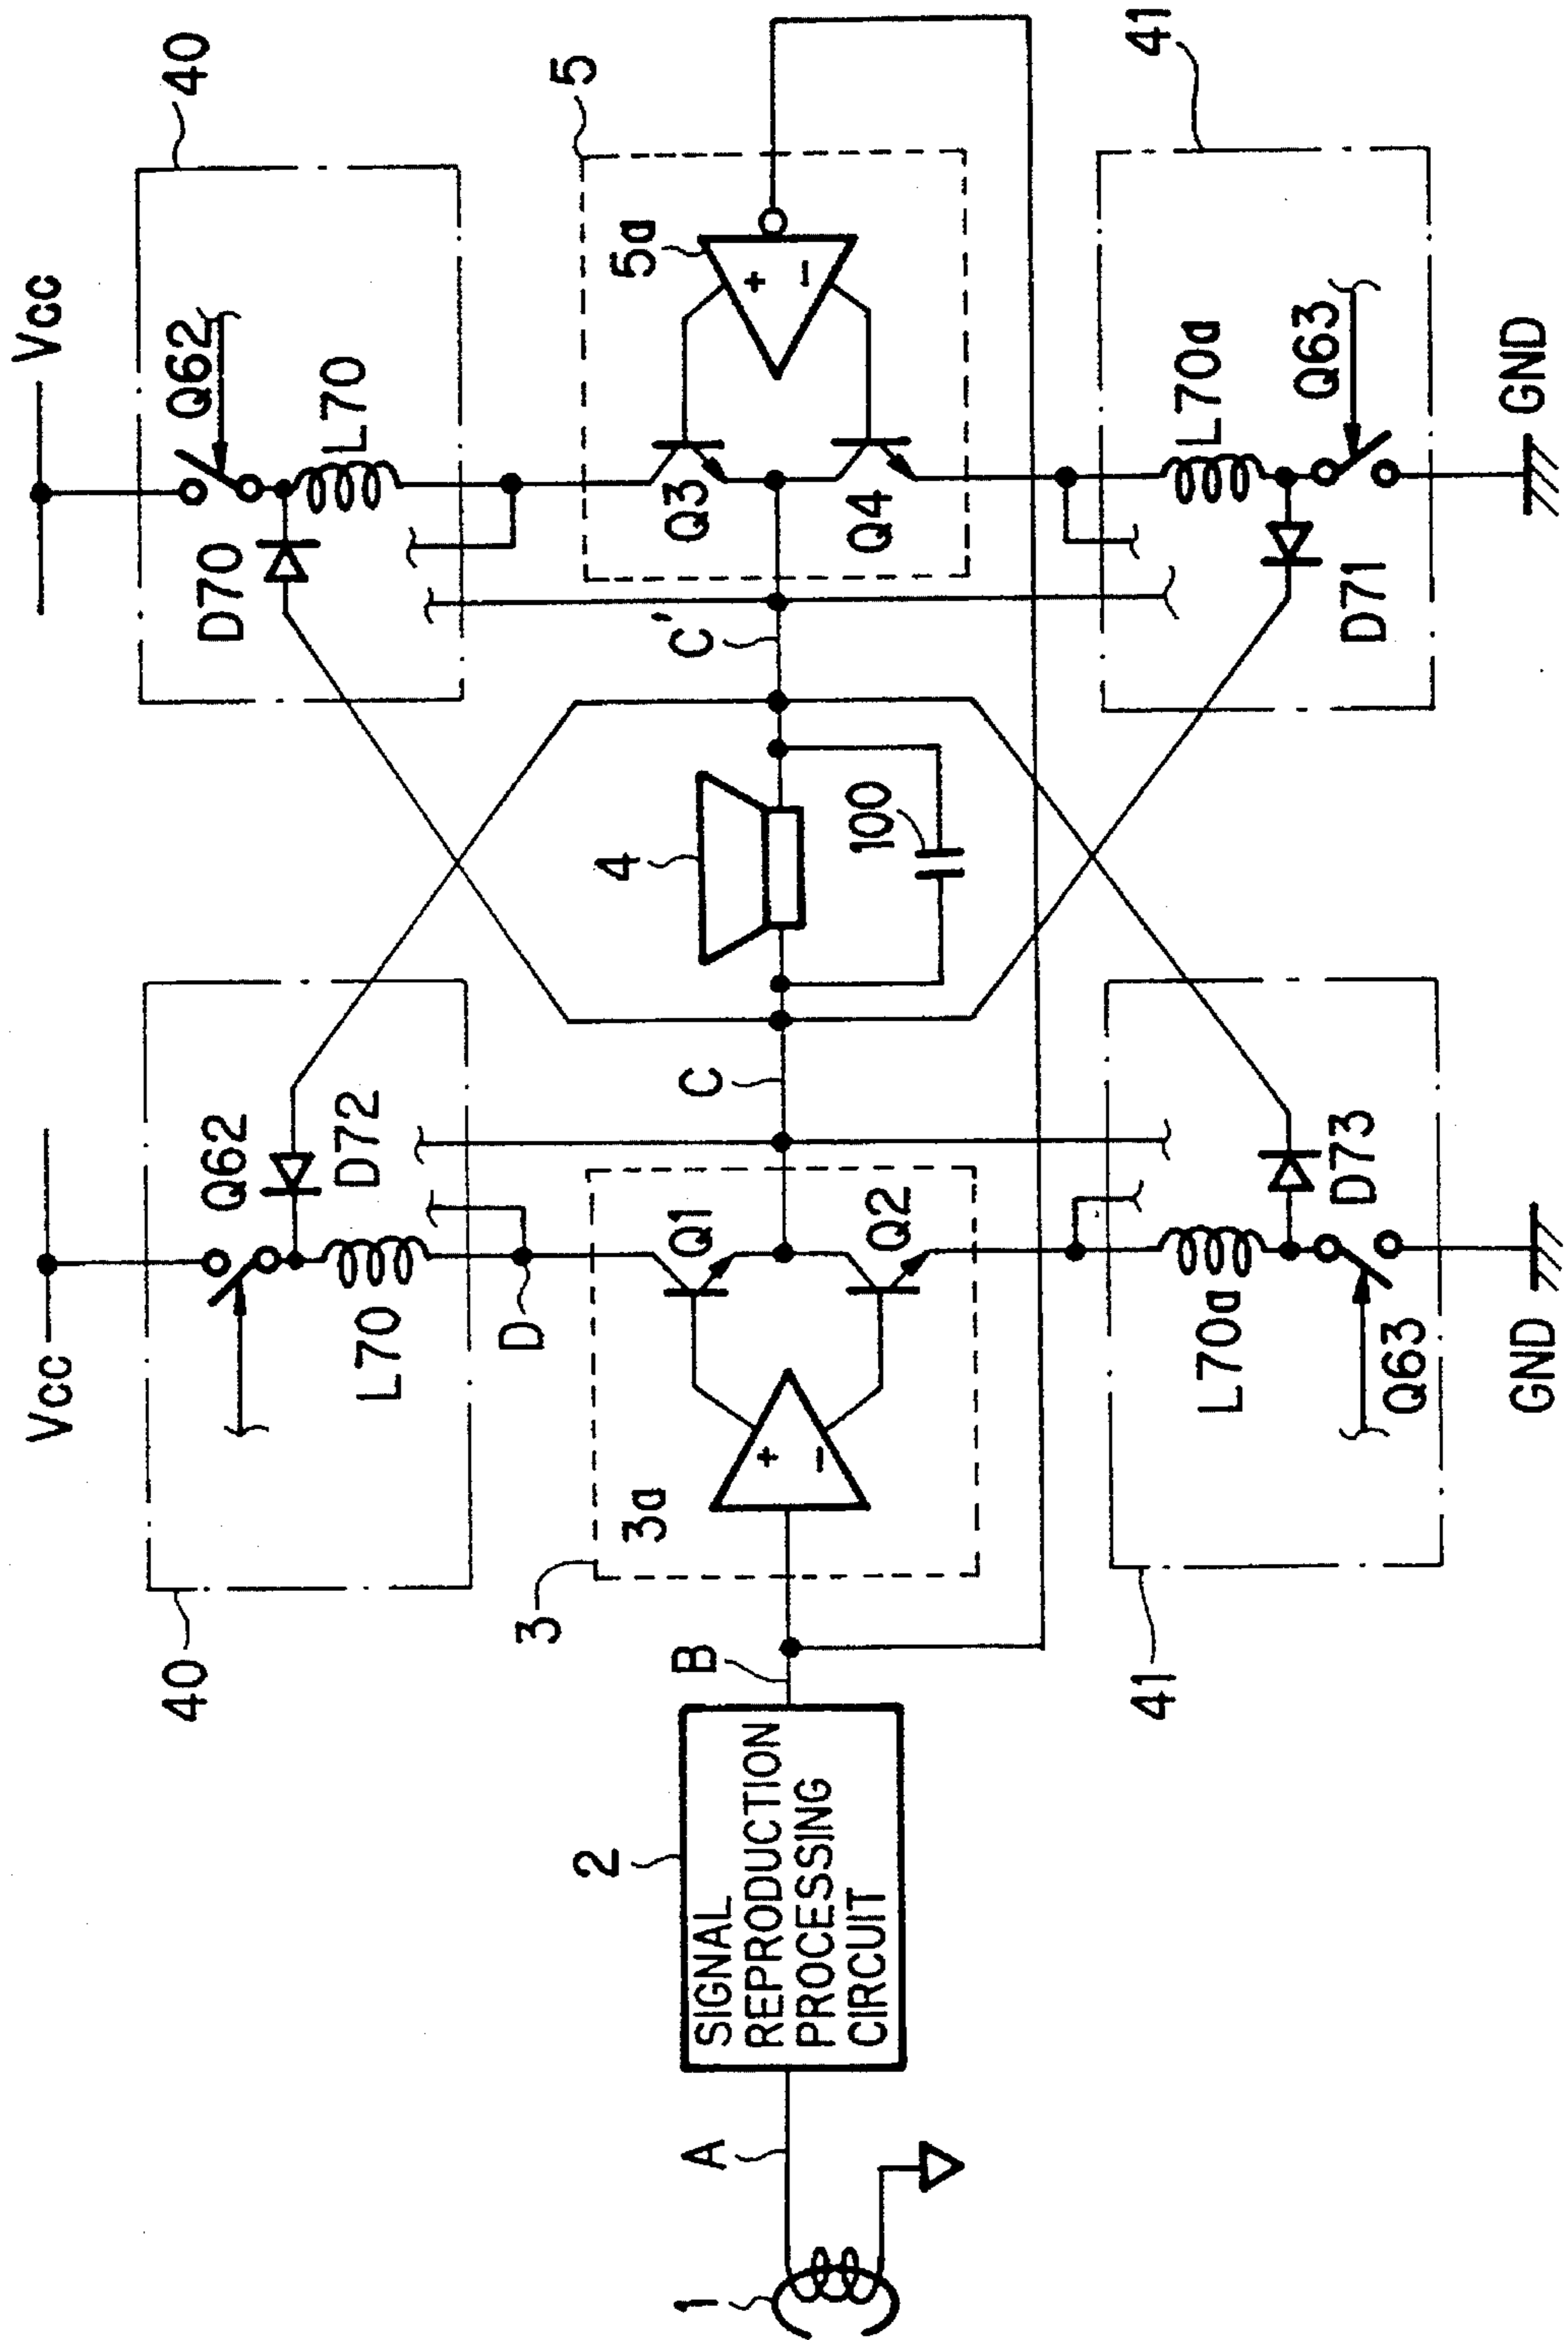 Vcc
Vcc
40
Q62
D70
Q62
40
L70
D72
L70
D
5
3
2
3a
4
5a
1
A
B
Q1
C
C'
Q3
SIGNAL
REPRODUCTION
PROCESSING
CIRCUIT
+
−
+
−
100
Q2
Q4
41
L70a
L70a
41
Q63
D73
D71
Q63
GND
GND